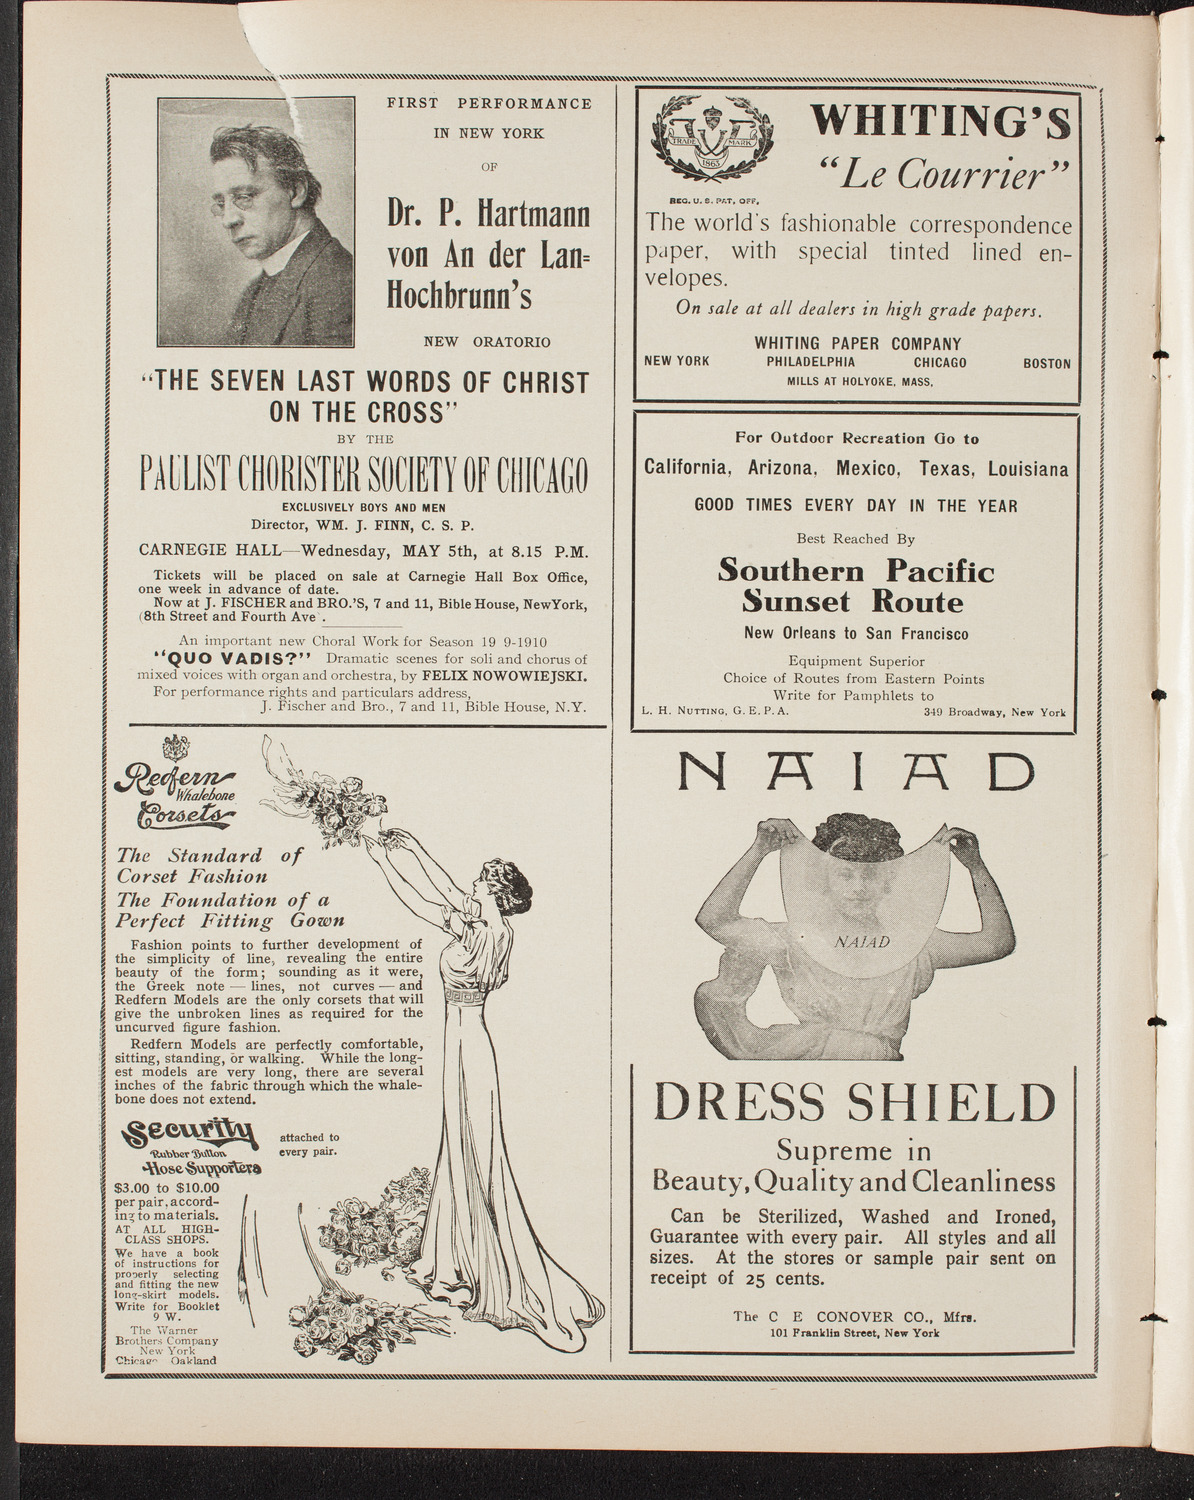 FIRST PERFORMANCE
IN NEW YORK
OF
Dr. P. Hartmann
von An der Lan=
Hochbrunn's
NEW ORATORIO
"THE SEVEN LAST WORDS OF CHRIST
ON THE CROSS"
BY THE
PAULIST CHORISTER SOCIETY OF CHICAGO
EXCLUSIVELY BOYS AND MEN
Director, WM. J. FINN, C. S. P.
CARNEGIE HALL—Wednesday, MAY 5th, at 8.15 P.M.
Tickets will be placed on sale at Carnegie Hall Box Office,
one week in advance of date.
Now at J. FISCHER and BRO.'S, 7 and 11, Bible House, NewYork,
(8th Street and Fourth Ave .
An important new Choral Work for Season 19 9-1910
"QUO VADIS?" Dramatic scenes for soli and chorus of
mixed voices with organ and orchestra, by FELIX NOWOWIEJSKI.
For performance rights and particulars address,
J. Fischer and Bro., 7 and 11, Bible House, N.Y.
Redfern
Whalebone
Corsets
The Standard of
Corset Fashion
The Foundation of a
Perfect Fitting Gown
Fashion points to further development of
the simplicity of line, revealing the entire
beauty of the form; sounding as it were,
the Greek note — lines, not curves — and
Redfern Models are the only corsets that will
give the unbroken lines as required for the
uncurved figure fashion.
Redfern Models are perfectly comfortable,
sitting, standing, or walking. While the long-
est models are very long, there are several
inches of the fabric through which the whale-
bone does not extend.
Security
Rubber Button
Hose Supporters
attached to
every pair.
$3.00 to $10.00
per pair, accord-
ing to materials.
AT ALL HIGH-
CLASS SHOPS.
We have a book
of instructions for
properly selecting
and fitting the new
long-skirt models.
Write for Booklet
9 W.
The Warner
Brothers Company
New York
Chicago Oakland
TRADE MARK
1865
REG. U. S. PAT. OFF.
WHITING'S
"Le Courrier"
The world's fashionable correspondence
paper, with special tinted lined en-
velopes.
On sale at all dealers in high grade papers.
WHITING PAPER COMPANY
NEW YORK PHILADELPHIA CHICAGO BOSTON
MILLS AT HOLYOKE, MASS.
For Outdoor Recreation Go to
California, Arizona, Mexico, Texas, Louisiana
GOOD TIMES EVERY DAY IN THE YEAR
Best Reached By
Southern Pacific
Sunset Route
New Orleans to San Francisco
Equipment Superior
Choice of Routes from Eastern Points
Write for Pamphlets to
L. H. NUTTING, G. E. P. A. 349 Broadway, New York
NAIAD
NAIAD
DRESS SHIELD
Supreme in
Beauty, Quality and Cleanliness
Can be Sterilized, Washed and Ironed,
Guarantee with every pair. All styles and all
sizes. At the stores or sample pair sent on
receipt of 25 cents.
The C E CONOVER CO., Mfrs.
101 Franklin Street, New York